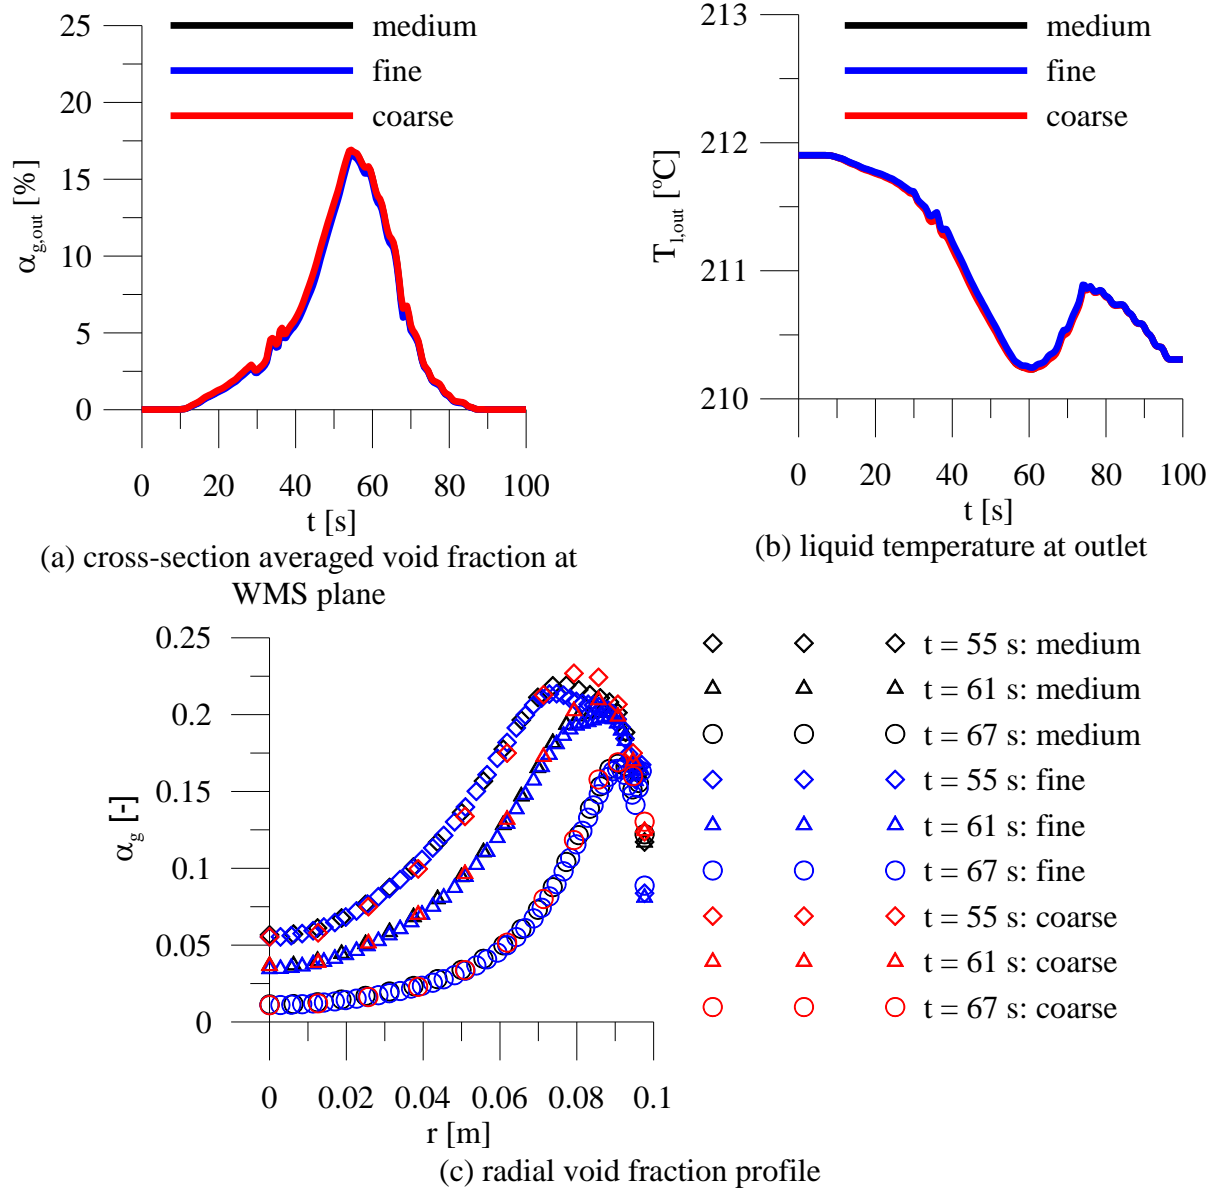 25
20
15
10
5
0
α_g,out [%]
medium
fine
coarse
0 20 40 60 80 100
t [s]
(a) cross-section averaged void fraction at
WMS plane
213
212
211
210
T_l,out [°C]
medium
fine
coarse
0 20 40 60 80 100
t [s]
(b) liquid temperature at outlet
0.25
0.2
0.15
0.1
0.05
0
α_g [-]
0 0.02 0.04 0.06 0.08 0.1
r [m]
t = 55 s: medium
t = 61 s: medium
t = 67 s: medium
t = 55 s: fine
t = 61 s: fine
t = 67 s: fine
t = 55 s: coarse
t = 61 s: coarse
t = 67 s: coarse
(c) radial void fraction profile